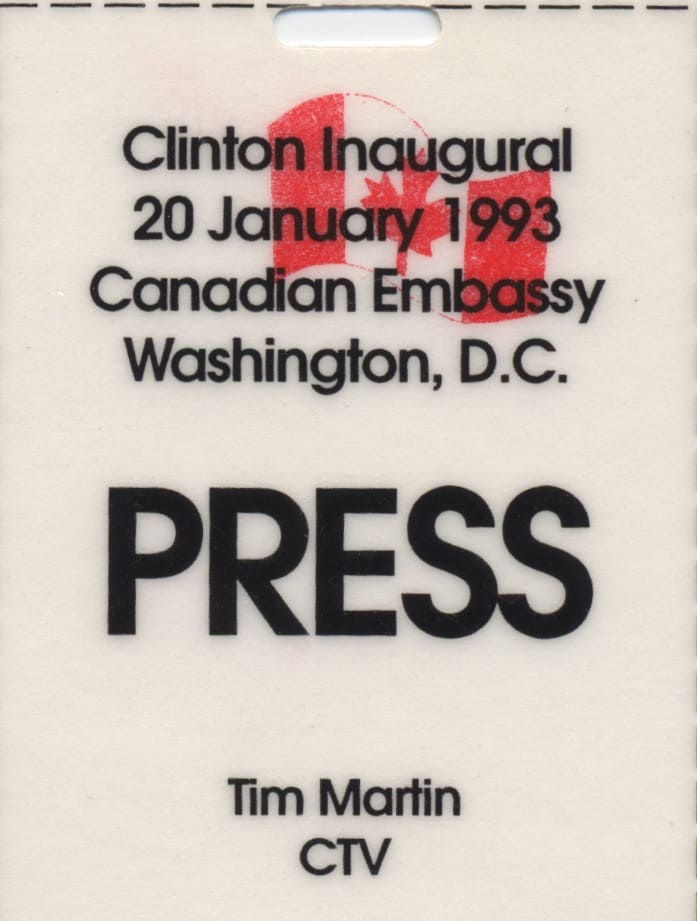 Clinton Inaugural
20 January 1993
Canadian Embassy
Washington, D.C.
PRESS
Tim Martin
CTV